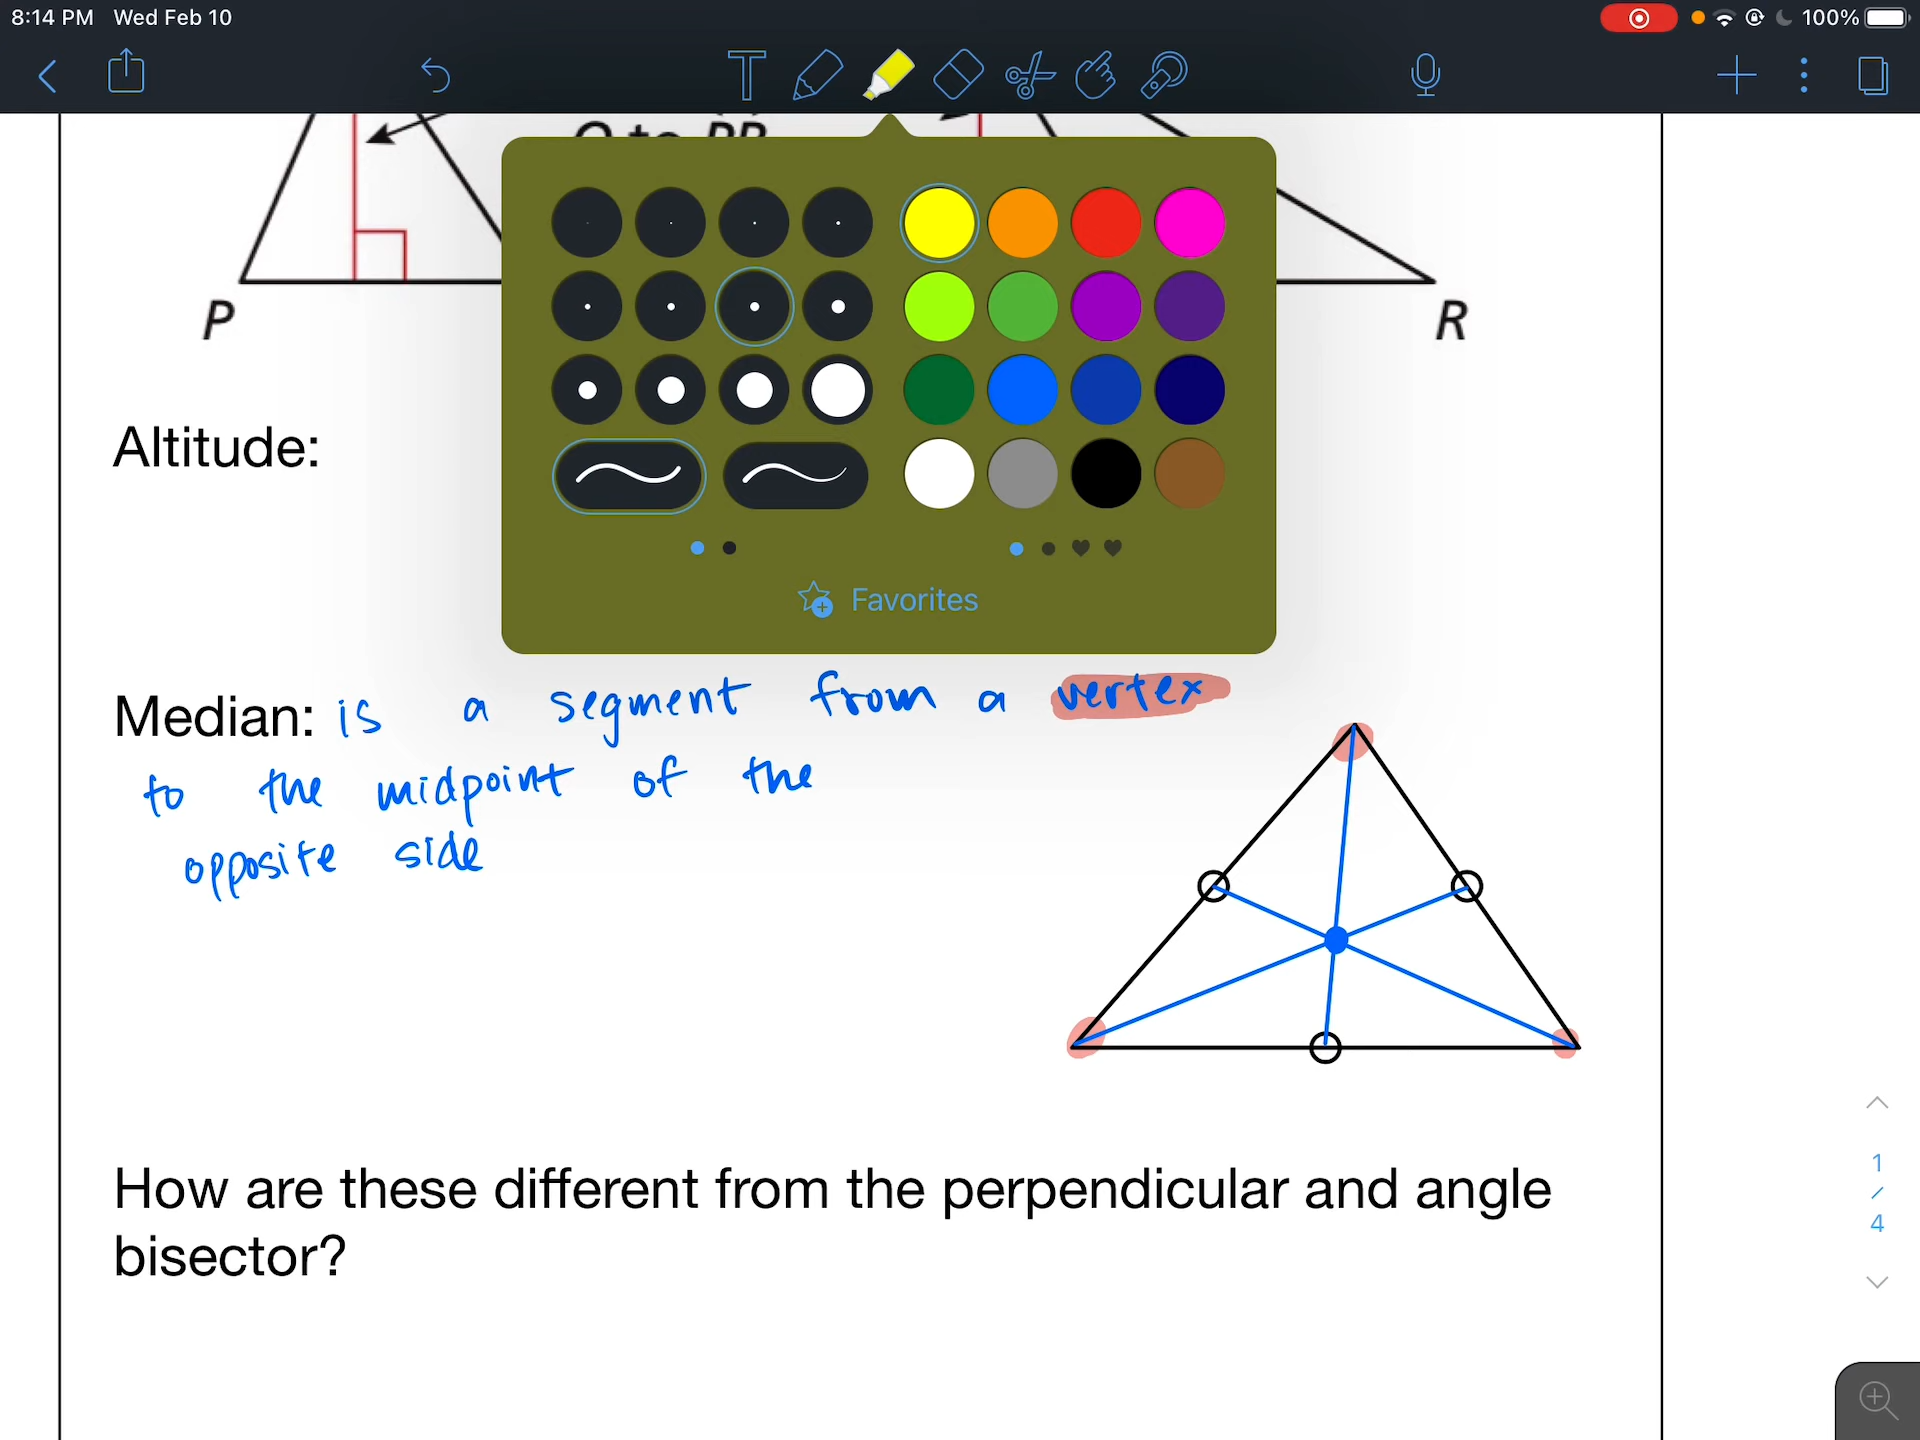 8:14 PM Wed Feb 10
100%
T
P
R
Altitude:
Favorites
Median: is a segment from a vertex
to the midpoint of the
opposite side
How are these different from the perpendicular and angle
bisector?
1
/
4